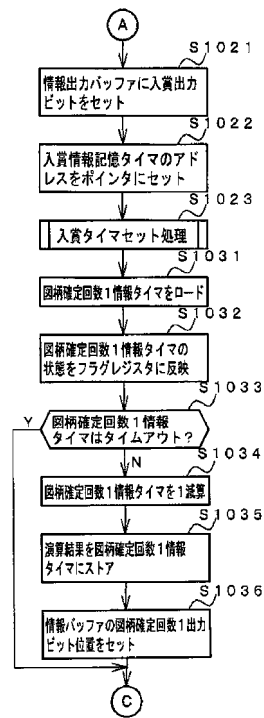 A
S1021
情報出力バッファに入賞出力
ビットをセット
S1022
入賞情報記憶タイマのアド
レスをポインタにセット
S1023
入賞タイマセット処理
S1031
図柄確定回数1情報タイマをロード
S1032
図柄確定回数1情報タイマの
状態をフラグレジスタに反映
S1033
図柄確定回数1情報
タイマはタイムアウト？
Y
N
S1034
図柄確定回数1情報タイマを1減算
S1035
演算結果を図柄確定回数1情報
タイマにストア
S1036
情報バッファの図柄確定回数1出力
ビット位置をセット
C